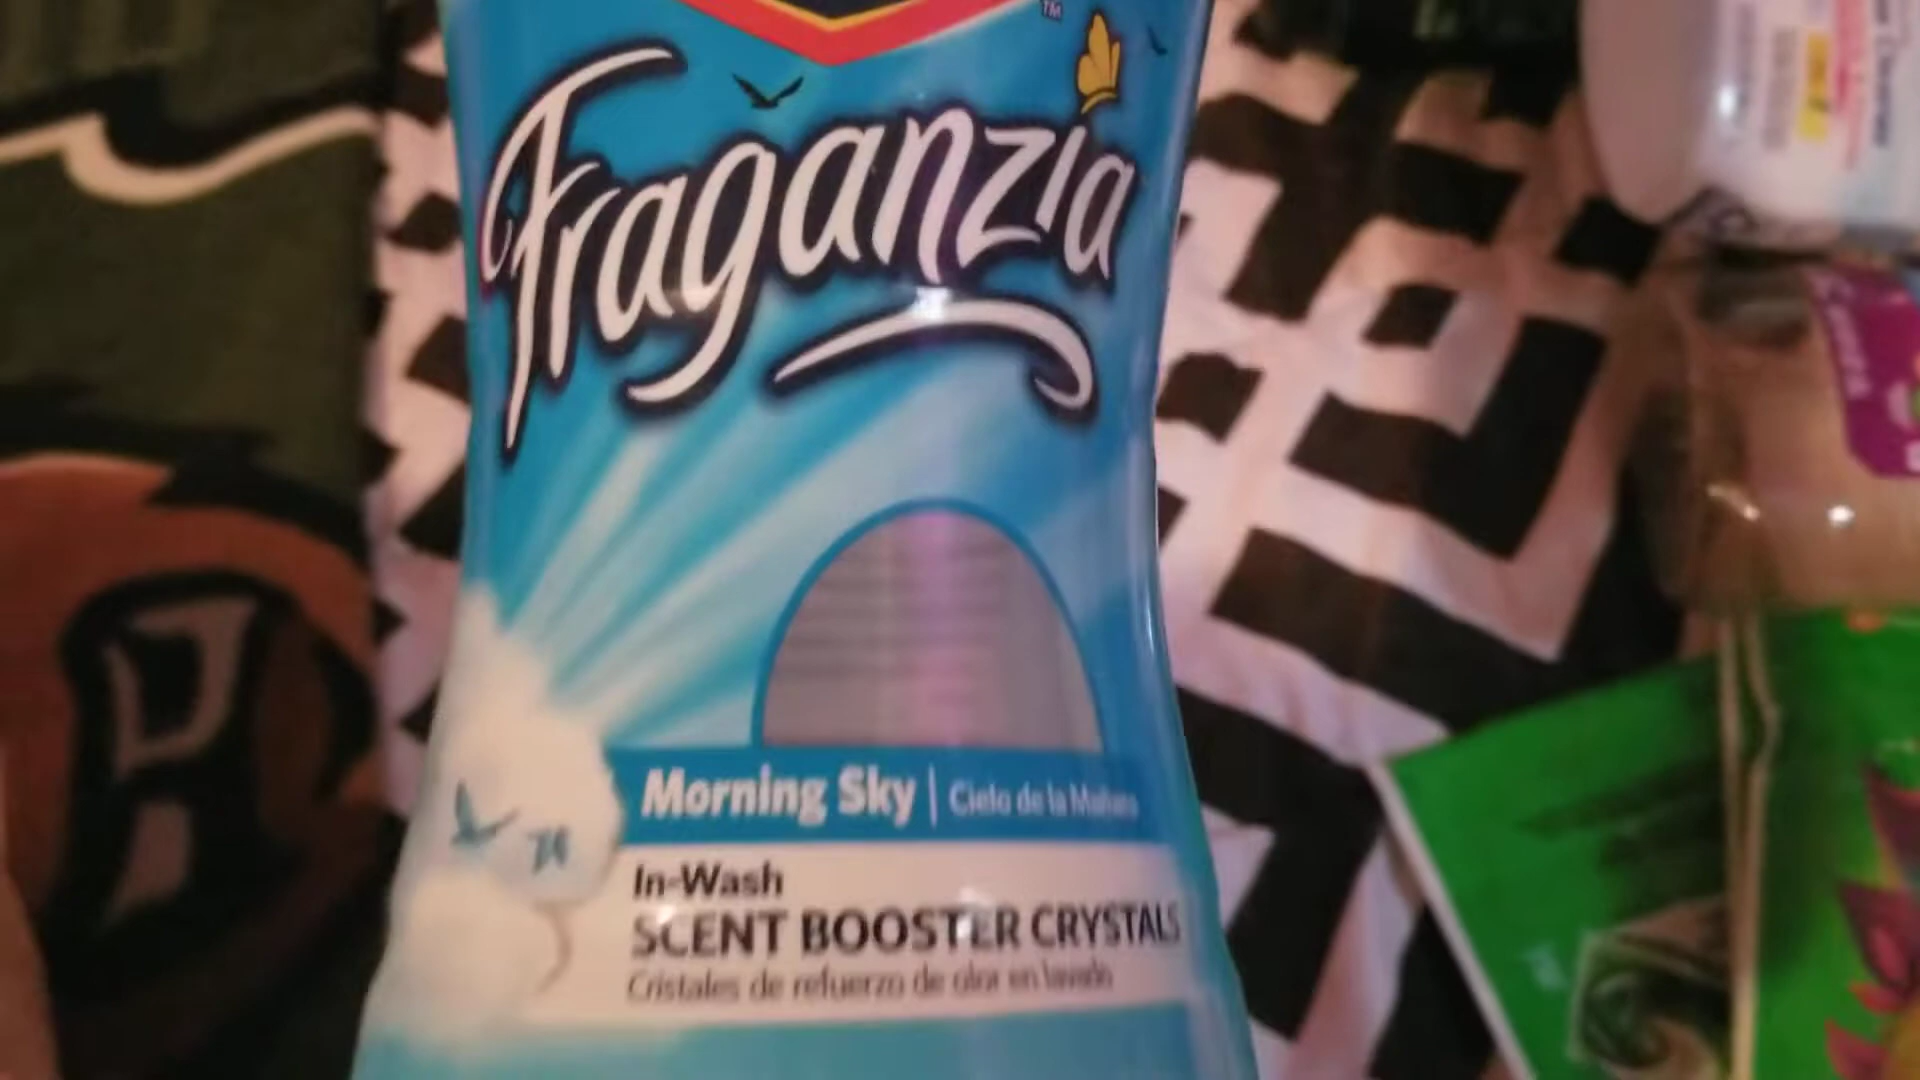 TM
Fraganzia
Morning Sky | Cielo de la Mañana
In-Wash
SCENT BOOSTER CRYSTALS
Cristales de refuerzo de olor en lavado